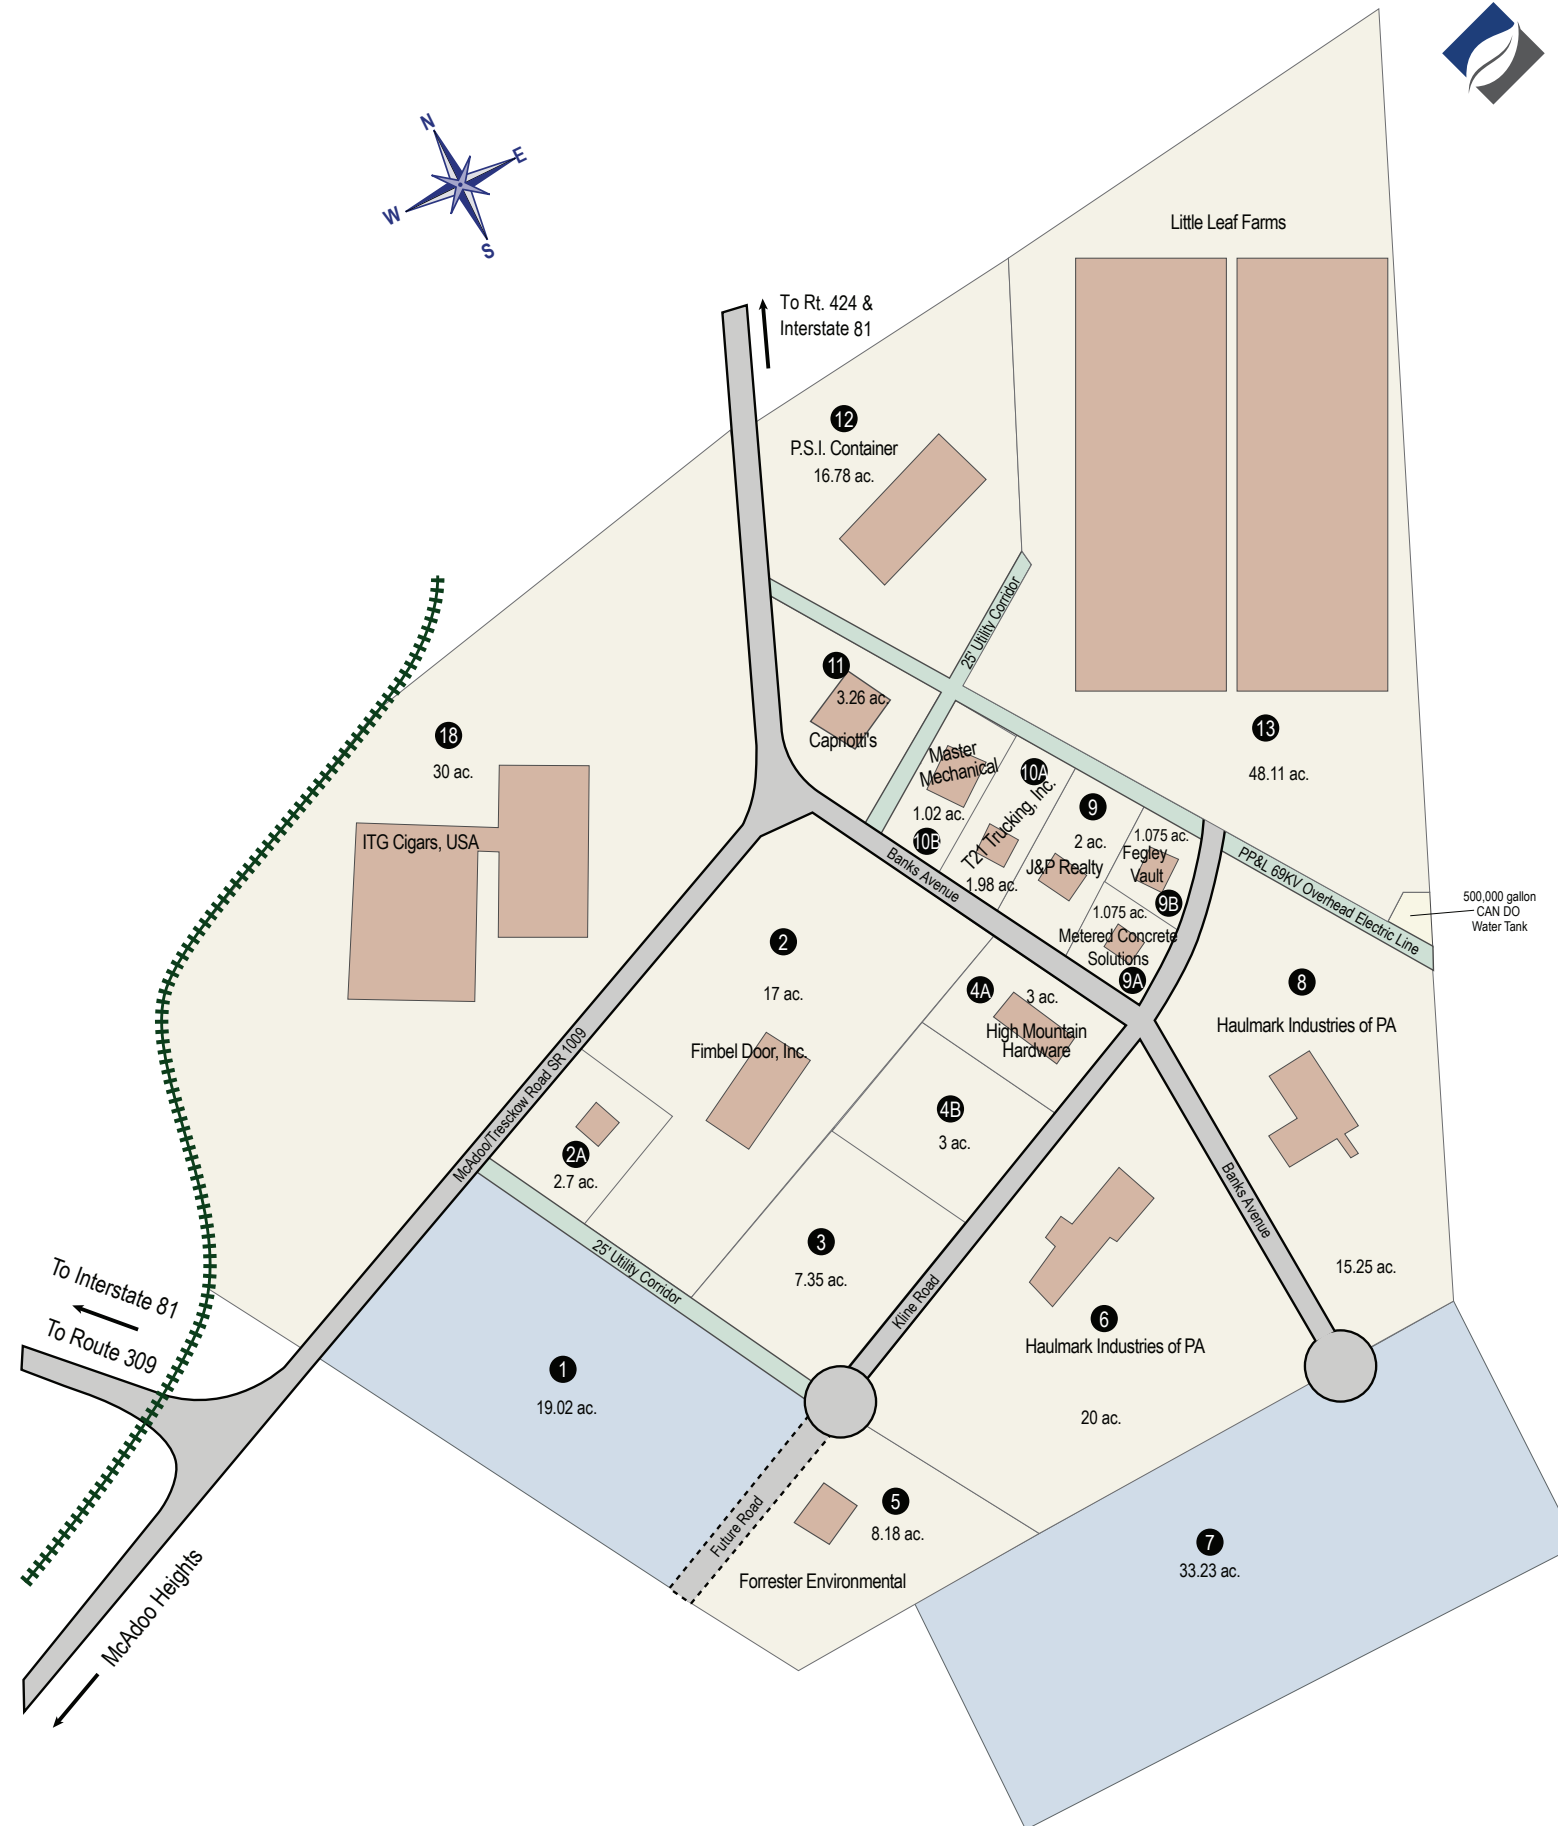 N
E
W
S
Little Leaf Farms
To Rt. 424 &
Interstate 81
12
P.S.I. Container
16.78 ac.
25' Utility Corridor
11
3.26 ac.
Capriotti's
13
48.11 ac.
18
30 ac.
ITG Cigars, USA
Master
Mechanical
1.02 ac.
10B
10A
T21 Trucking, Inc.
1.98 ac.
9
2 ac.
J&P Realty
1.075 ac.
Fegley
Vault
9B
1.075 ac.
Metered Concrete
Solutions
9A
Banks Avenue
PP&L 69KV Overhead Electric Line
500,000 gallon
CAN DO
Water Tank
2
17 ac.
Fimbel Door, Inc.
4A
3 ac.
High Mountain
Hardware
8
Haulmark Industries of PA
15.25 ac.
McAdoo/Tresckow Road SR 1009
2A
2.7 ac.
4B
3 ac.
Banks Avenue
25' Utility Corridor
3
7.35 ac.
Kline Road
6
Haulmark Industries of PA
20 ac.
To Interstate 81
To Route 309
1
19.02 ac.
Future Road
5
8.18 ac.
Forrester Environmental
7
33.23 ac.
McAdoo Heights